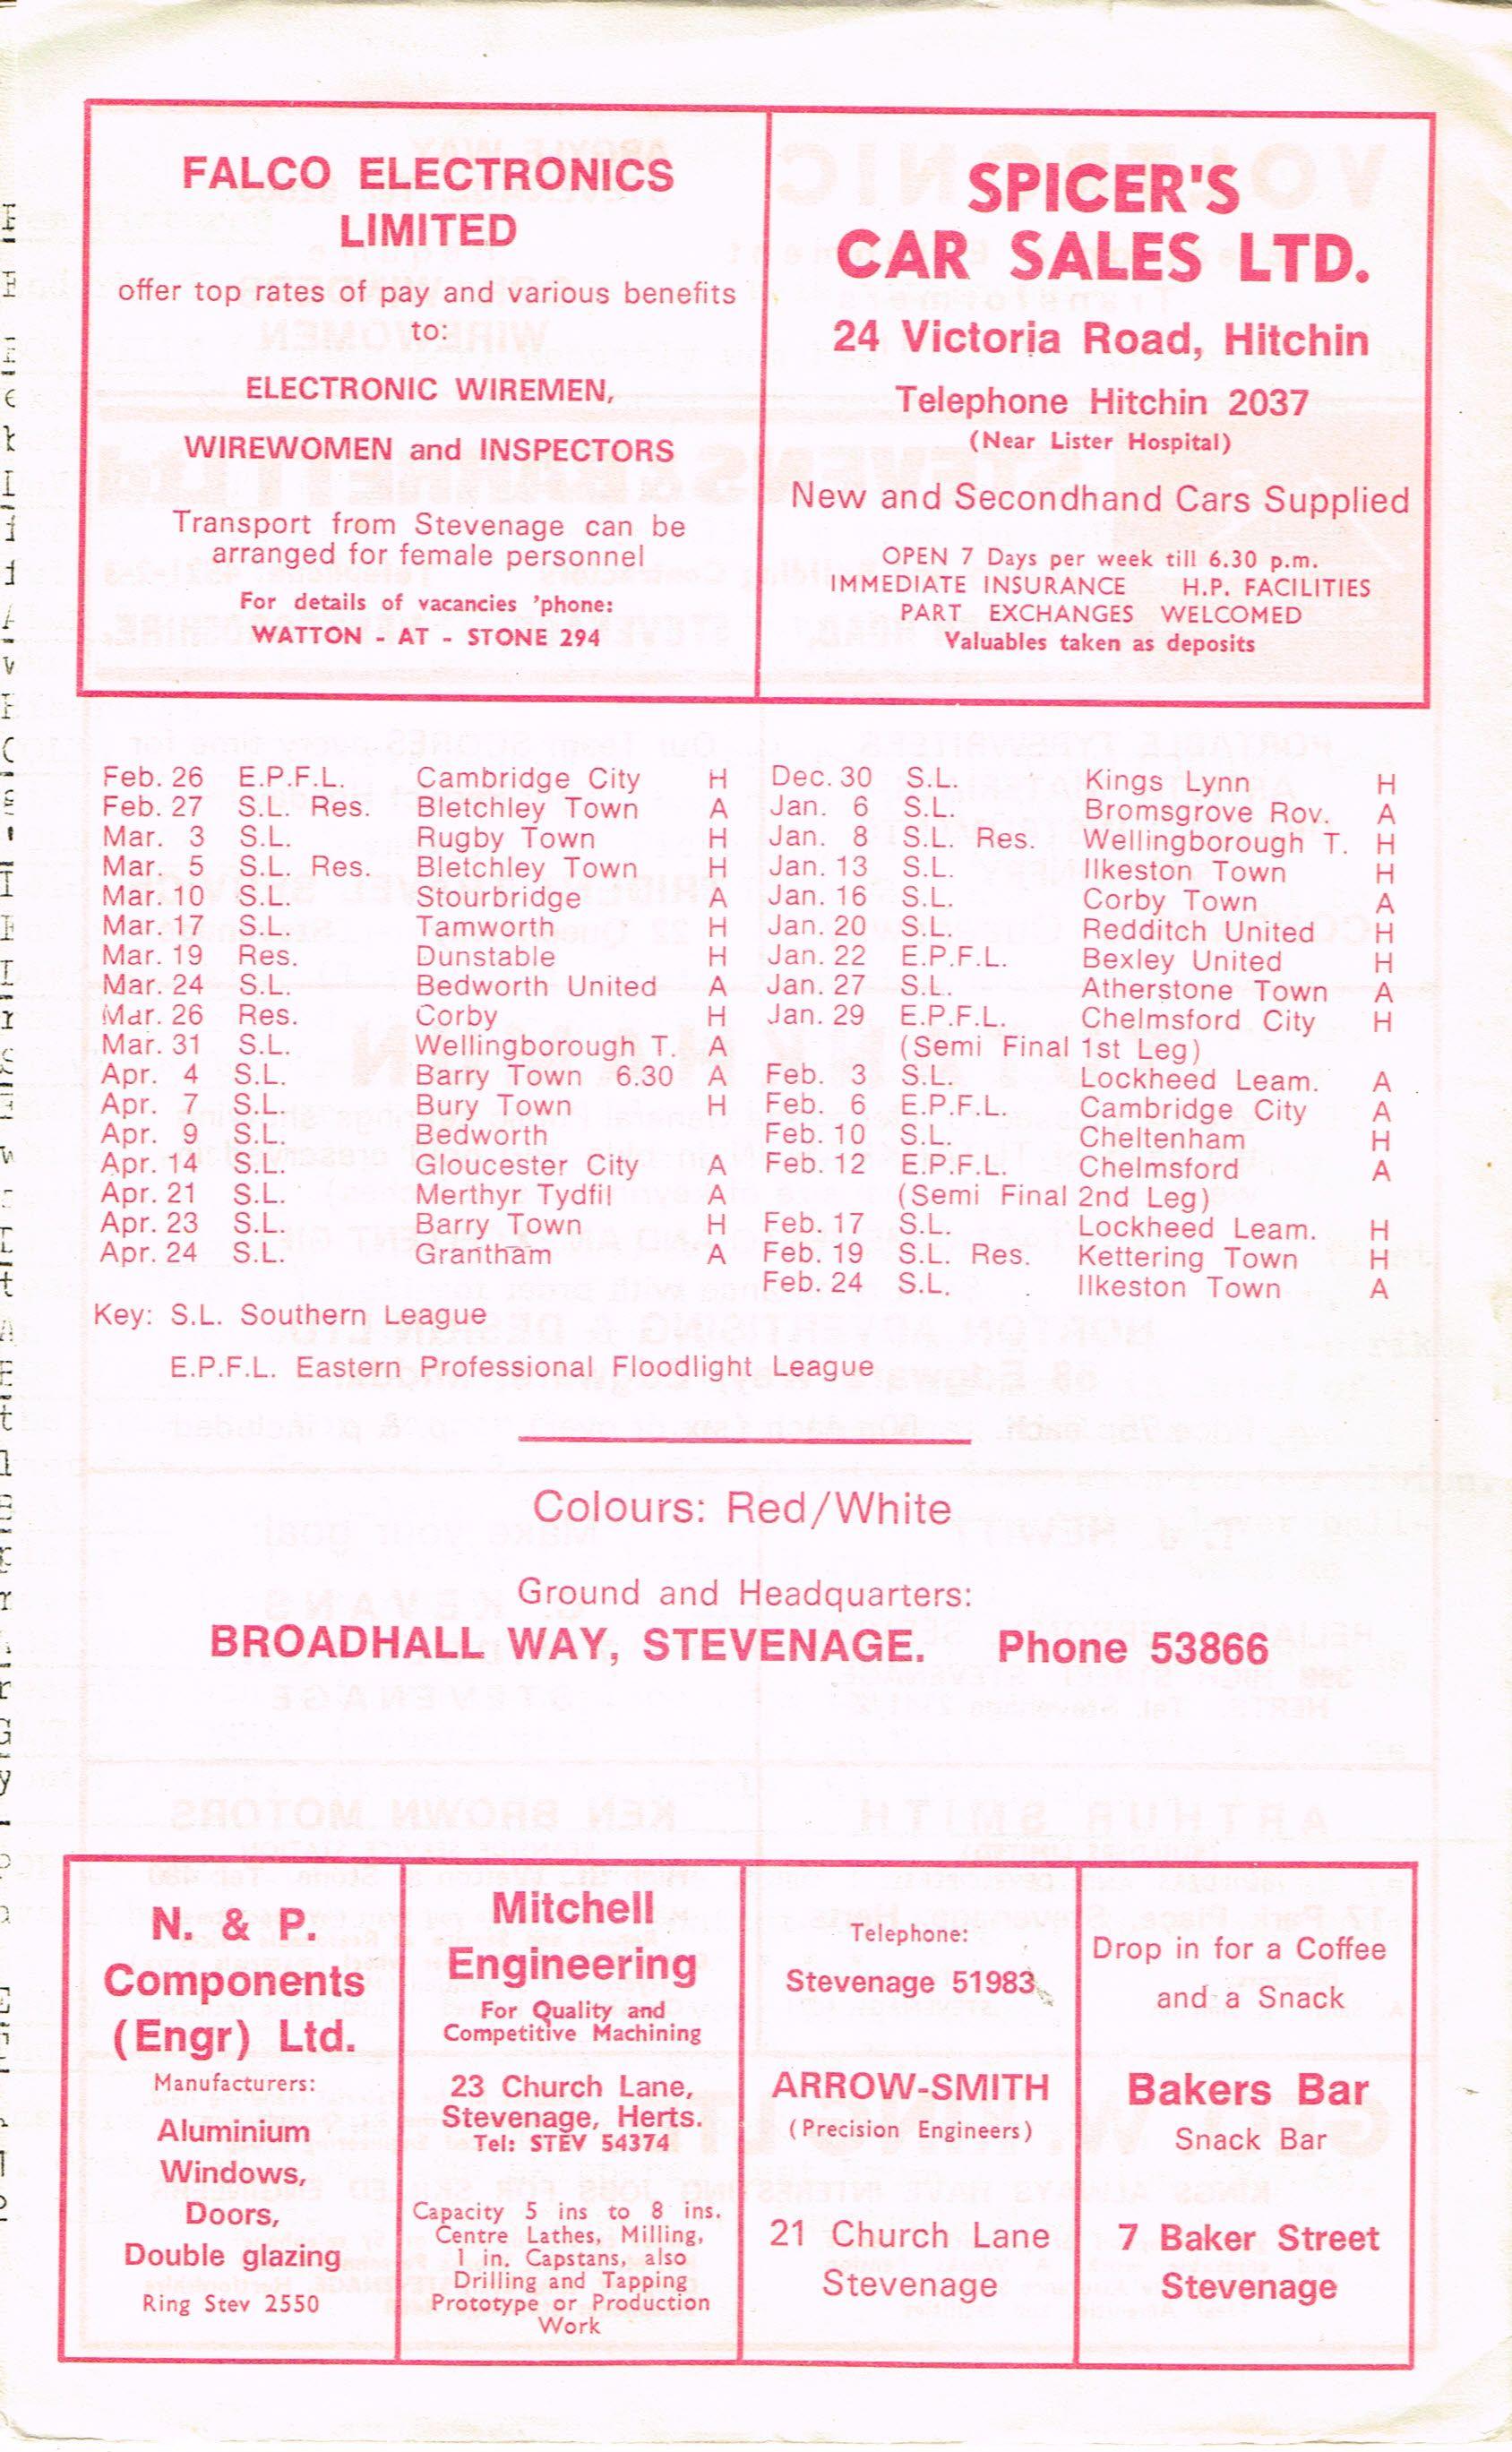 FALCO ELECTRONICS
LIMITED
offer top rates of pay and various benefits
to:
ELECTRONIC WIREMEN,
WIREWOMEN and INSPECTORS
Transport from Stevenage can be
arranged for female personnel
For details of vacancies 'phone:
WATTON - AT - STONE 294
SPICER'S
CAR SALES LTD.
24 Victoria Road, Hitchin
Telephone Hitchin 2037
(Near Lister Hospital)
New and Secondhand Cars Supplied
OPEN 7 Days per week till 6.30 p.m.
IMMEDIATE INSURANCE H.P. FACILITIES
PART EXCHANGES WELCOMED
Valuables taken as deposits
Feb. 26 E.P.F.L. Cambridge City H
Feb. 27 S.L. Res. Bletchley Town A
Mar. 3 S.L. Rugby Town H
Mar. 5 S.L. Res. Bletchley Town H
Mar. 10 S.L. Stourbridge A
Mar. 17 S.L. Tamworth H
Mar. 19 Res. Dunstable H
Mar. 24 S.L. Bedworth United A
Mar. 26 Res. Corby H
Mar. 31 S.L. Wellingborough T. A
Apr. 4 S.L. Barry Town 6.30 A
Apr. 7 S.L. Bury Town H
Apr. 9 S.L. Bedworth
Apr. 14 S.L. Gloucester City A
Apr. 21 S.L. Merthyr Tydfil A
Apr. 23 S.L. Barry Town H
Apr. 24 S.L. Grantham A
Dec. 30 S.L. Kings Lynn H
Jan. 6 S.L. Bromsgrove Rov. A
Jan. 8 S.L. Res. Wellingborough T. H
Jan. 13 S.L. Ilkeston Town H
Jan. 16 S.L. Corby Town A
Jan. 20 S.L. Redditch United H
Jan. 22 E.P.F.L. Bexley United H
Jan. 27 S.L. Atherstone Town A
Jan. 29 E.P.F.L. Chelmsford City H
(Semi Final 1st Leg)
Feb. 3 S.L. Lockheed Leam. A
Feb. 6 E.P.F.L. Cambridge City A
Feb. 10 S.L. Cheltenham H
Feb. 12 E.P.F.L. Chelmsford A
(Semi Final 2nd Leg)
Feb. 17 S.L. Lockheed Leam. H
Feb. 19 S.L. Res. Kettering Town H
Feb. 24 S.L. Ilkeston Town A
Key: S.L. Southern League
E.P.F.L. Eastern Professional Floodlight League
Colours: Red/White
Ground and Headquarters:
BROADHALL WAY, STEVENAGE. Phone 53866
N. & P.
Components
(Engr) Ltd.
Manufacturers:
Aluminium
Windows,
Doors,
Double glazing
Ring Stev 2550
Mitchell
Engineering
For Quality and
Competitive Machining
23 Church Lane,
Stevenage, Herts.
Tel: STEV 54374
Capacity 5 ins to 8 ins.
Centre Lathes, Milling,
1 in. Capstans, also
Drilling and Tapping
Prototype or Production
Work
Telephone:
Stevenage 51983
ARROW-SMITH
(Precision Engineers)
21 Church Lane
Stevenage
Drop in for a Coffee
and a Snack
Bakers Bar
Snack Bar
7 Baker Street
Stevenage